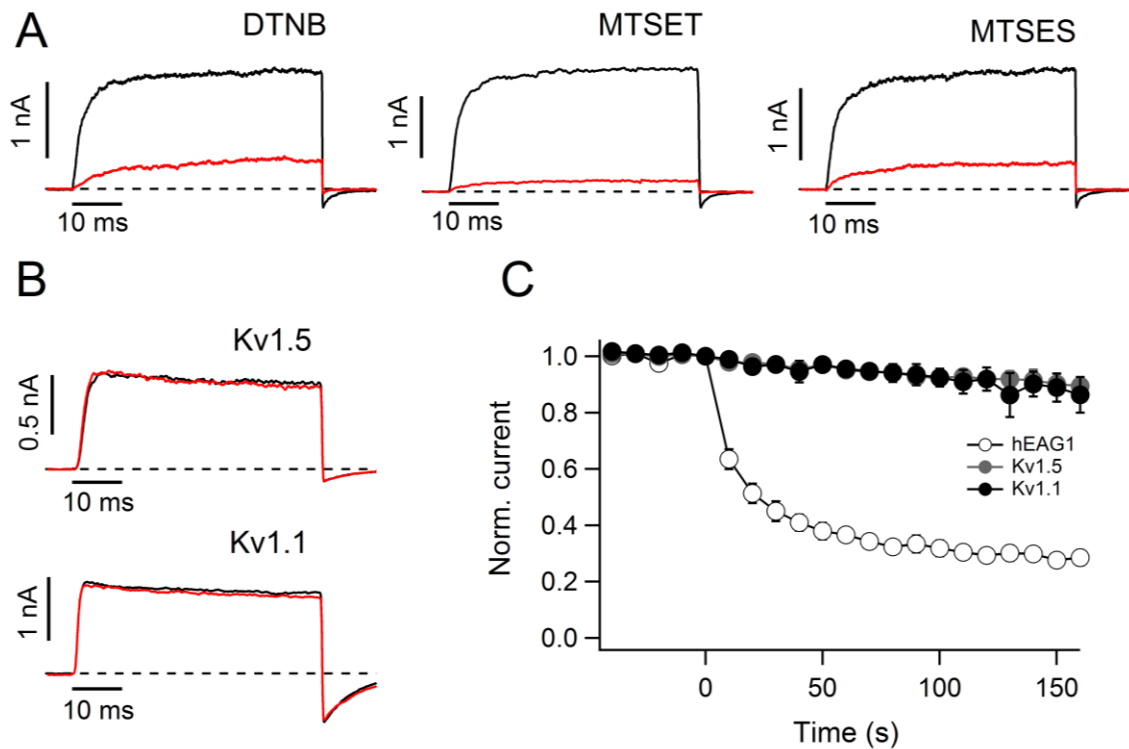 A
DTNB
MTSET
MTSES
1 nA
1 nA
1 nA
10 ms
10 ms
10 ms
B
Kv1.5
0.5 nA
10 ms
Kv1.1
1 nA
10 ms
C
Norm. current
1.0
0.8
0.6
0.4
0.2
0.0
hEAG1
Kv1.5
Kv1.1
0
50
100
150
Time (s)